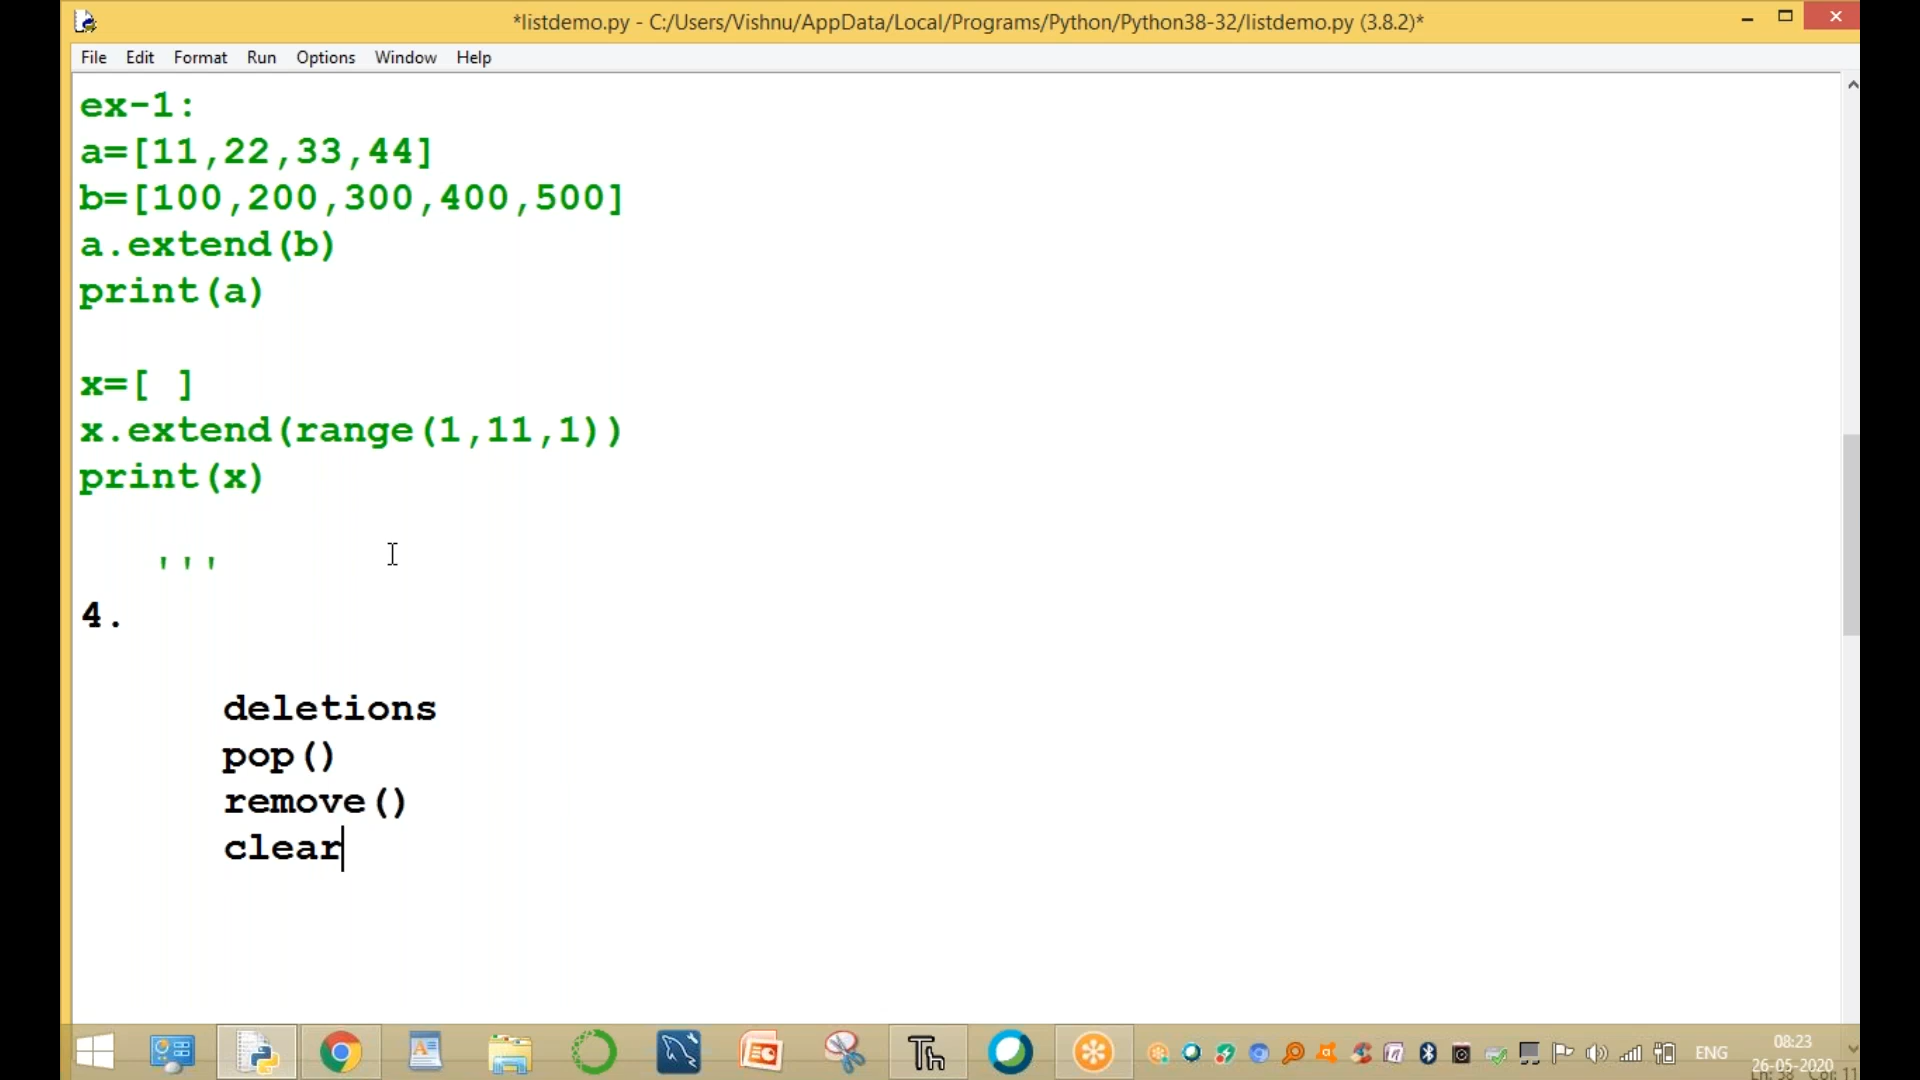 *listdemo.py - C:/Users/Vishnu/AppData/Local/Programs/Python/Python38-32/listdemo.py (3.8.2)*
File Edit Format Run Options Window Help
ex-1:
a=[11,22,33,44]
b=[100,200,300,400,500]
a.extend(b)
print(a)
x=[ ]
x.extend(range(1,11,1))
print(x)
'''
4.
deletions
pop()
remove()
clear
ENG
08:23
26-05-2020